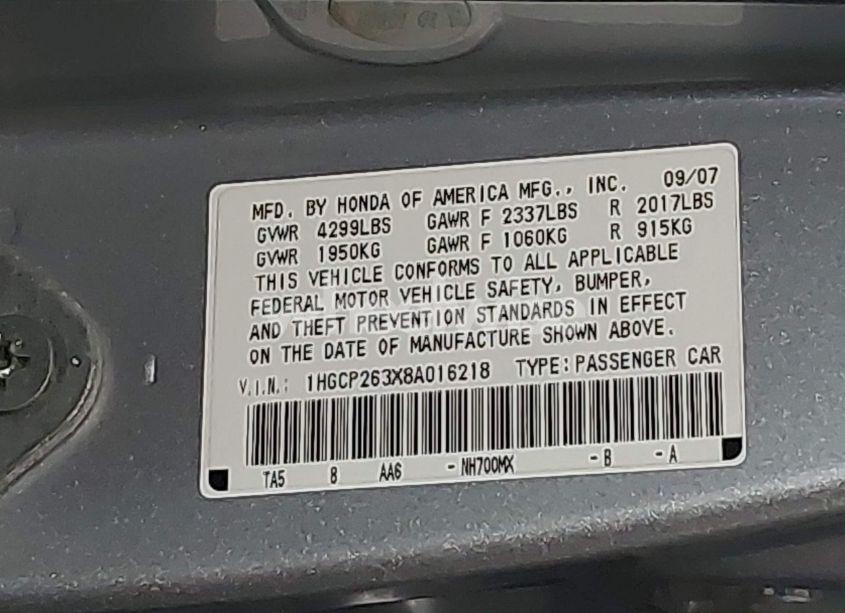 MFD. BY HONDA OF AMERICA MFG., INC. 09/07
GVWR 4299LBS GAWR F 2337LBS R 2017LBS
GVWR 1950KG GAWR F 1060KG R 915KG
THIS VEHICLE CONFORMS TO ALL APPLICABLE
FEDERAL MOTOR VEHICLE SAFETY, BUMPER,
AND THEFT PREVENTION STANDARDS IN EFFECT
ON THE DATE OF MANUFACTURE SHOWN ABOVE.
V.I.N.: 1HGCP263X8A016218 TYPE: PASSENGER CAR
TA5 8 AA6 -NH700MX -B -A